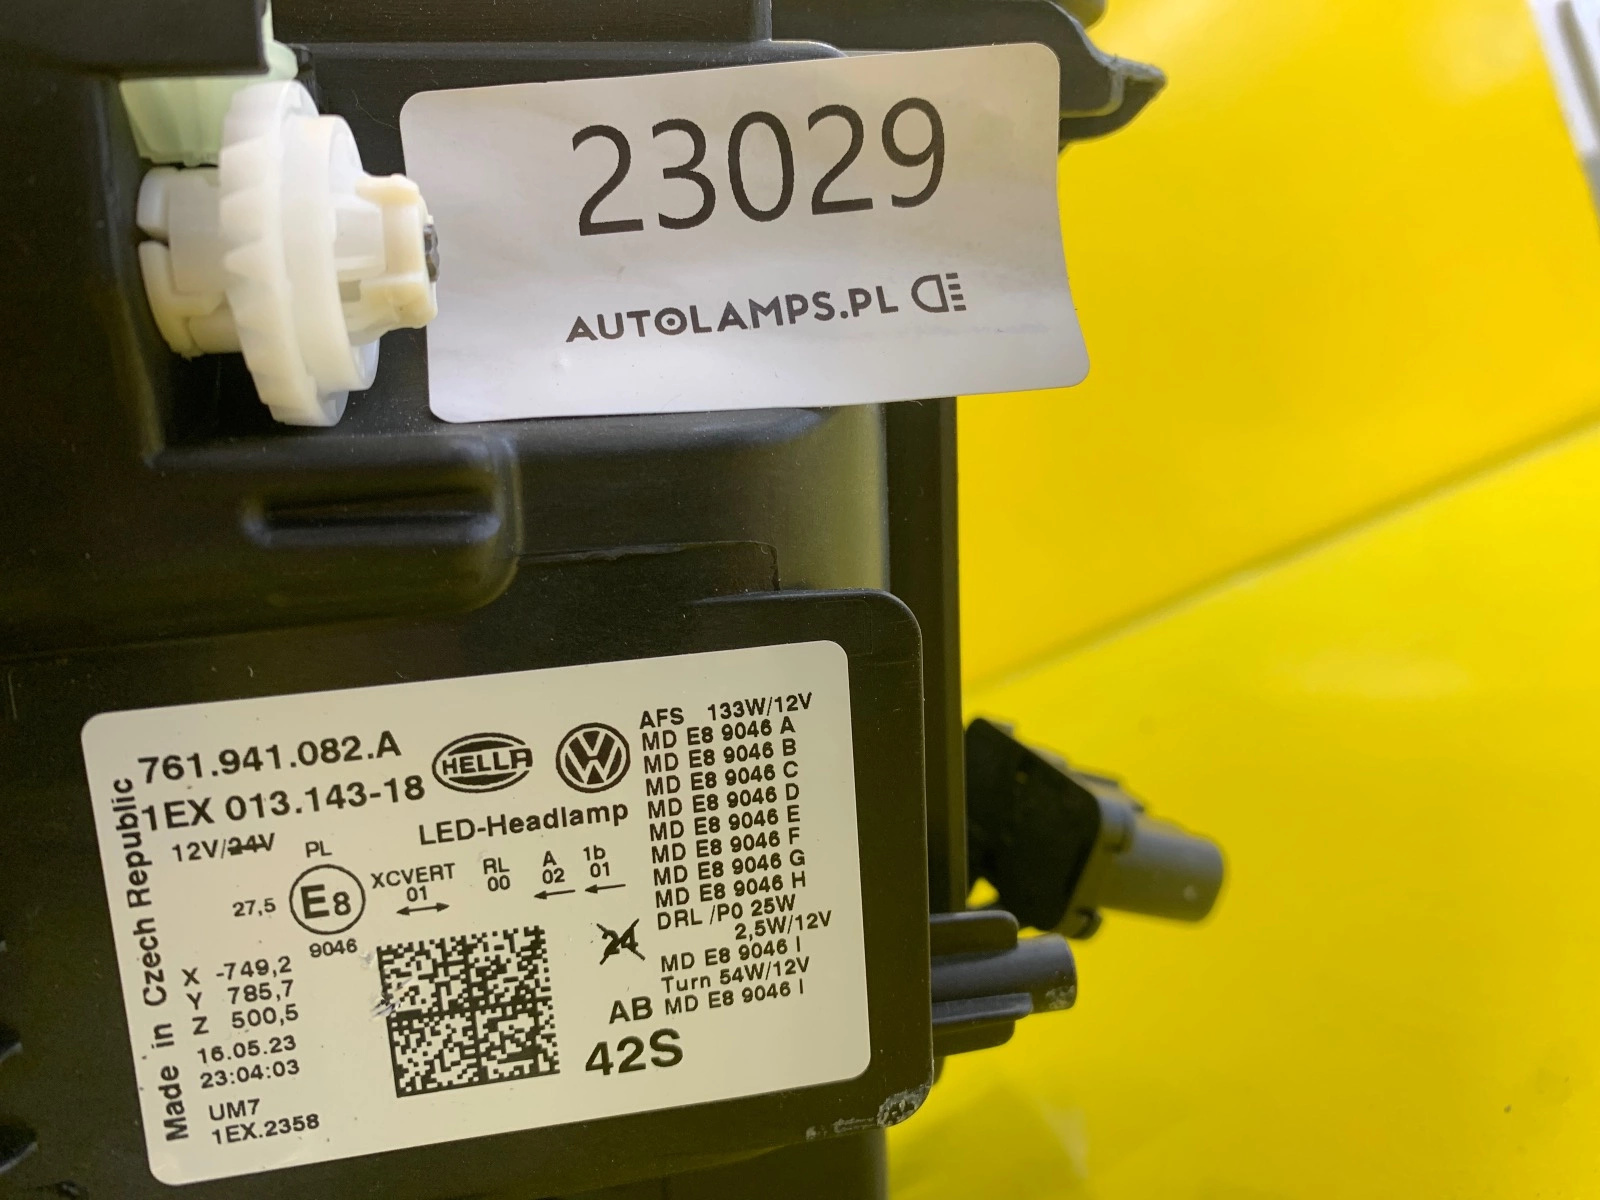 23029
AUTOLAMPS.PL
Made in Czech Republic
761.941.082.A
1EX 013.143-18
HELLA
VW
12V/24V
PL
LED-Headlamp
27,5
E8
9046
XCVERT
01
RL
00
A
02
1b
01
24
X -749,2
Y 785,7
Z 500,5
16.05.23
23:04:03
UM7
1EX.2358
AB
42S
AFS 133W/12V
MD E8 9046 A
MD E8 9046 B
MD E8 9046 C
MD E8 9046 D
MD E8 9046 E
MD E8 9046 F
MD E8 9046 G
MD E8 9046 H
DRL /P0 25W
2,5W/12V
MD E8 9046 I
Turn 54W/12V
MD E8 9046 I